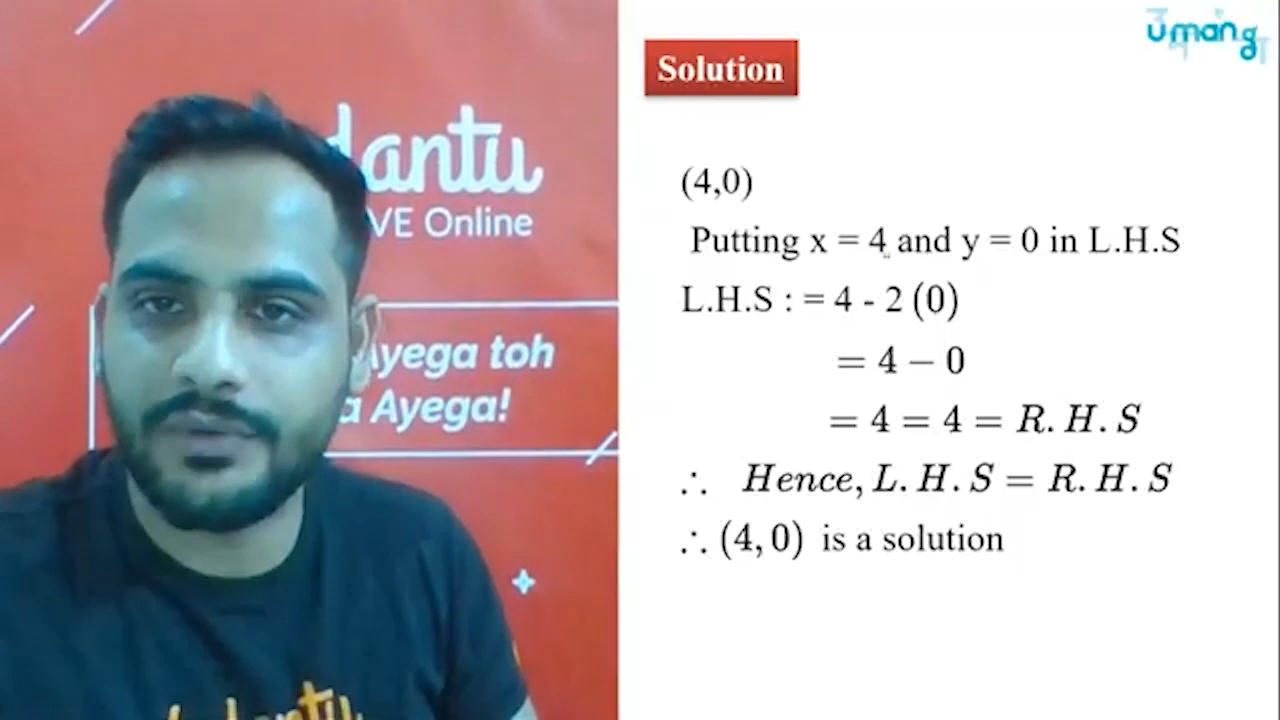 dantu
VE Online
Ayega toh
a Ayega!
umang
Solution
(4,0)
Putting x = 4 and y = 0 in L.H.S
L.H.S : = 4 - 2 (0)
= 4 − 0
= 4 = 4 = R. H. S
∴ Hence, L. H. S = R. H. S
∴ (4, 0) is a solution